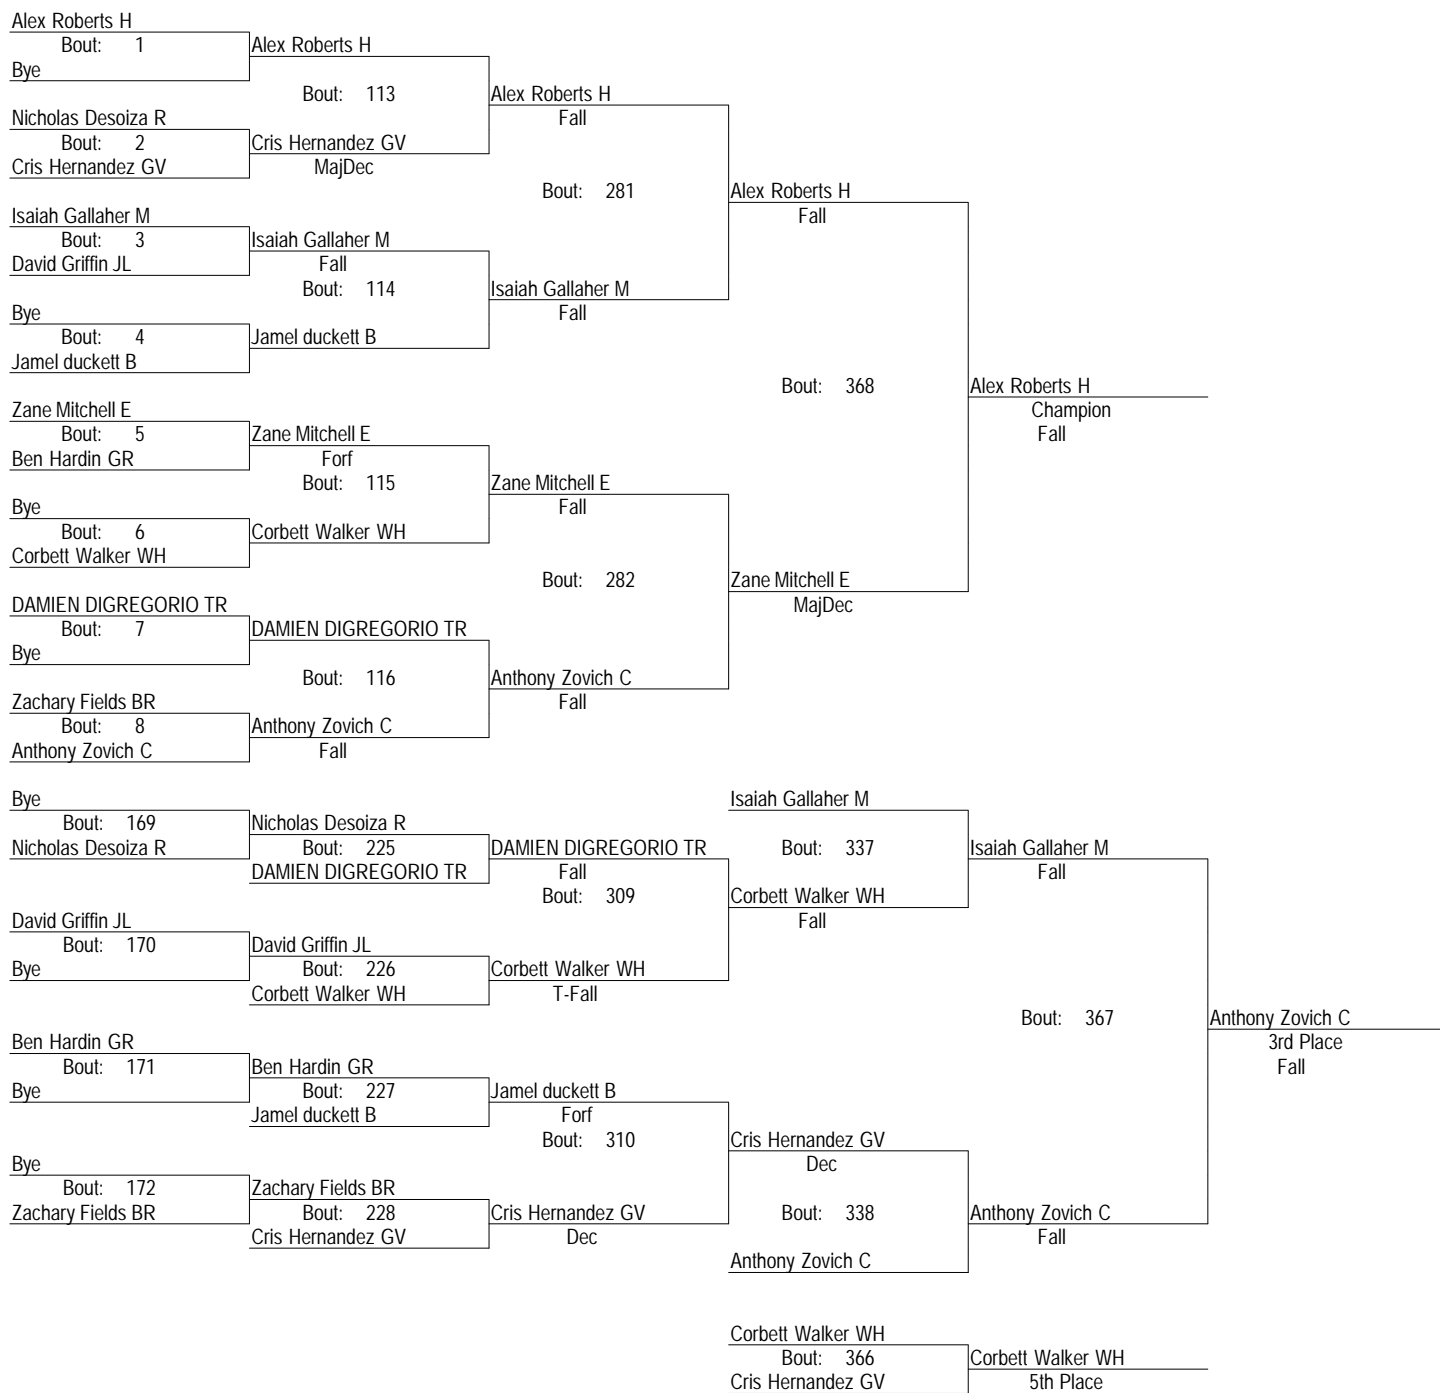 Alex Roberts H
Bout: 1
Alex Roberts H
Bye
Bout: 113
Alex Roberts H
Nicholas Desoiza R
Fall
Bout: 2
Cris Hernandez GV
Cris Hernandez GV
MajDec
Bout: 281
Alex Roberts H
Isaiah Gallaher M
Fall
Bout: 3
Isaiah Gallaher M
David Griffin JL
Fall
Bout: 114
Isaiah Gallaher M
Bye
Fall
Bout: 4
Jamel duckett B
Jamel duckett B
Bout: 368
Alex Roberts H
Zane Mitchell E
Champion
Bout: 5
Zane Mitchell E
Fall
Ben Hardin GR
Forf
Bout: 115
Zane Mitchell E
Bye
Fall
Bout: 6
Corbett Walker WH
Corbett Walker WH
Bout: 282
Zane Mitchell E
DAMIEN DIGREGORIO TR
MajDec
Bout: 7
DAMIEN DIGREGORIO TR
Bye
Bout: 116
Anthony Zovich C
Zachary Fields BR
Fall
Bout: 8
Anthony Zovich C
Anthony Zovich C
Fall
Bye
Isaiah Gallaher M
Bout: 169
Nicholas Desoiza R
Nicholas Desoiza R
Bout: 225
DAMIEN DIGREGORIO TR
Bout: 337
Isaiah Gallaher M
DAMIEN DIGREGORIO TR
Fall
Fall
Bout: 309
Corbett Walker WH
David Griffin JL
Fall
Bout: 170
David Griffin JL
Bye
Bout: 226
Corbett Walker WH
Corbett Walker WH
T-Fall
Bout: 367
Anthony Zovich C
Ben Hardin GR
3rd Place
Bout: 171
Ben Hardin GR
Fall
Bye
Bout: 227
Jamel duckett B
Jamel duckett B
Forf
Bout: 310
Cris Hernandez GV
Bye
Dec
Bout: 172
Zachary Fields BR
Zachary Fields BR
Bout: 228
Cris Hernandez GV
Bout: 338
Anthony Zovich C
Cris Hernandez GV
Dec
Fall
Anthony Zovich C
Corbett Walker WH
Bout: 366
Corbett Walker WH
Cris Hernandez GV
5th Place